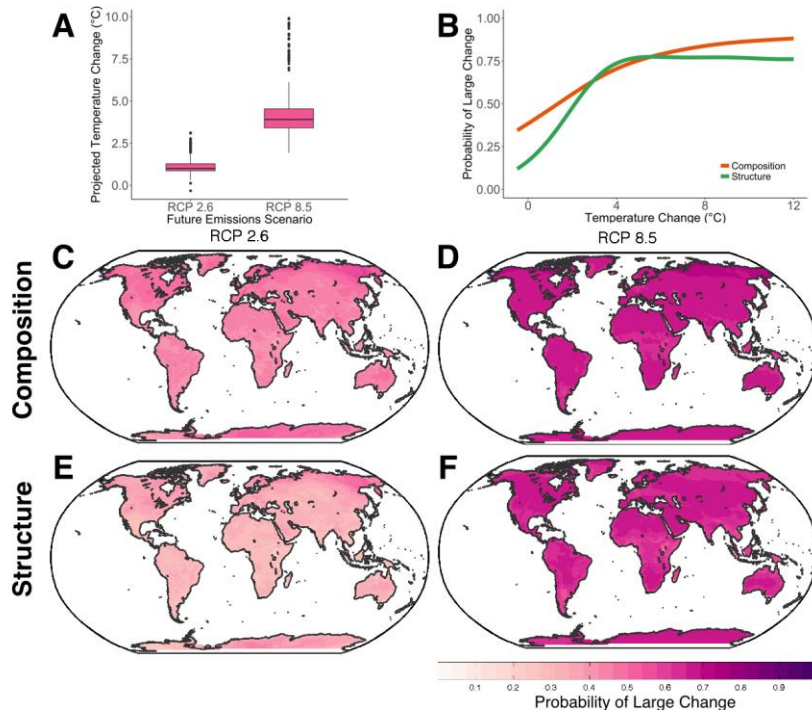 A
Projected Temperature Change (°C)
10.0
7.5
5.0
2.5
0.0
RCP 2.6
RCP 8.5
Future Emissions Scenario
B
Probability of Large Change
1.00
0.75
0.50
0.25
0.00
0
4
8
12
Temperature Change (°C)
Composition
Structure
RCP 2.6
RCP 8.5
Composition
C
D
Structure
E
F
0.1 0.2 0.3 0.4 0.5 0.6 0.7 0.8 0.9
Probability of Large Change